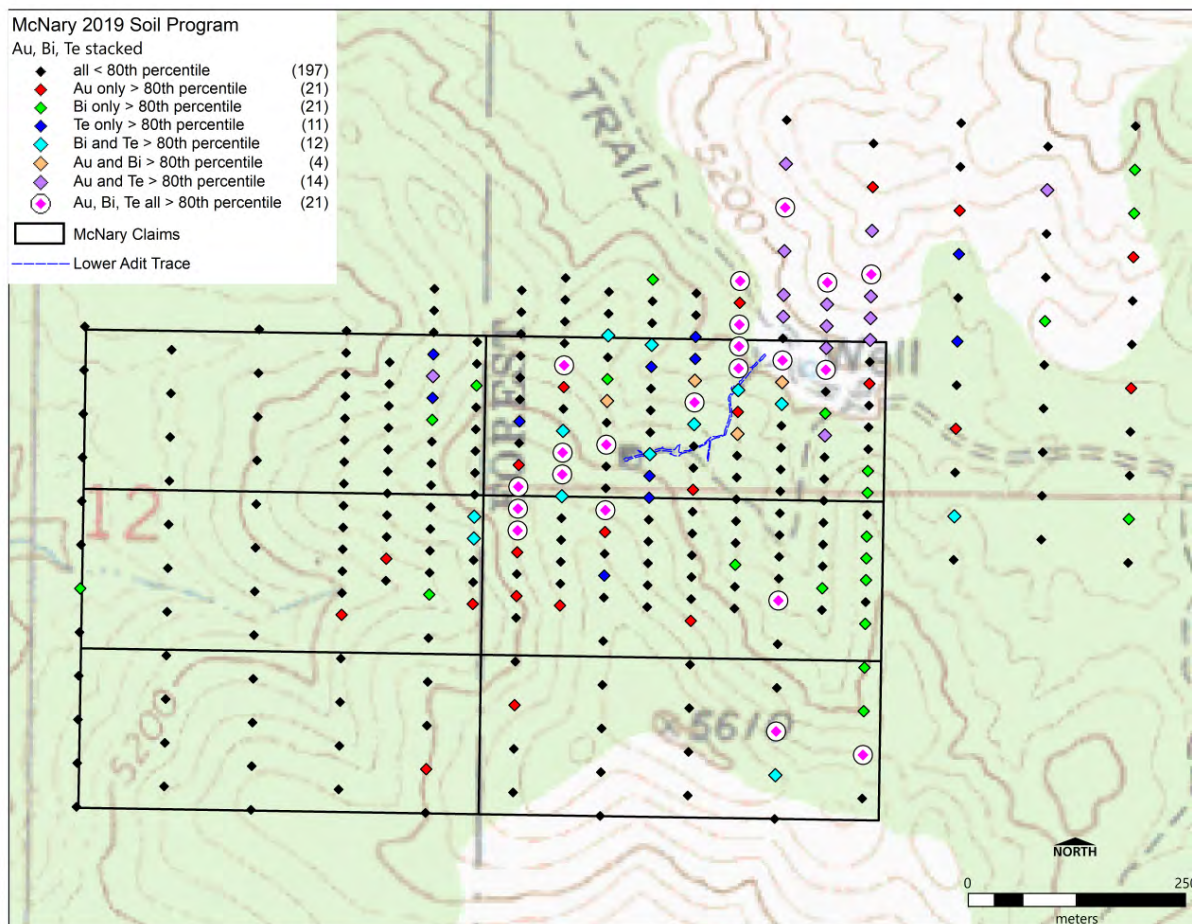 McNary 2019 Soil Program
Au, Bi, Te stacked
all < 80th percentile (197)
Au only > 80th percentile (21)
Bi only > 80th percentile (21)
Te only > 80th percentile (11)
Bi and Te > 80th percentile (12)
Au and Bi > 80th percentile (4)
Au and Te > 80th percentile (14)
Au, Bi, Te all > 80th percentile (21)
McNary Claims
Lower Adit Trace
TRAIL
5200
Well
FOREST
12
5200
NORTH
0 250
meters